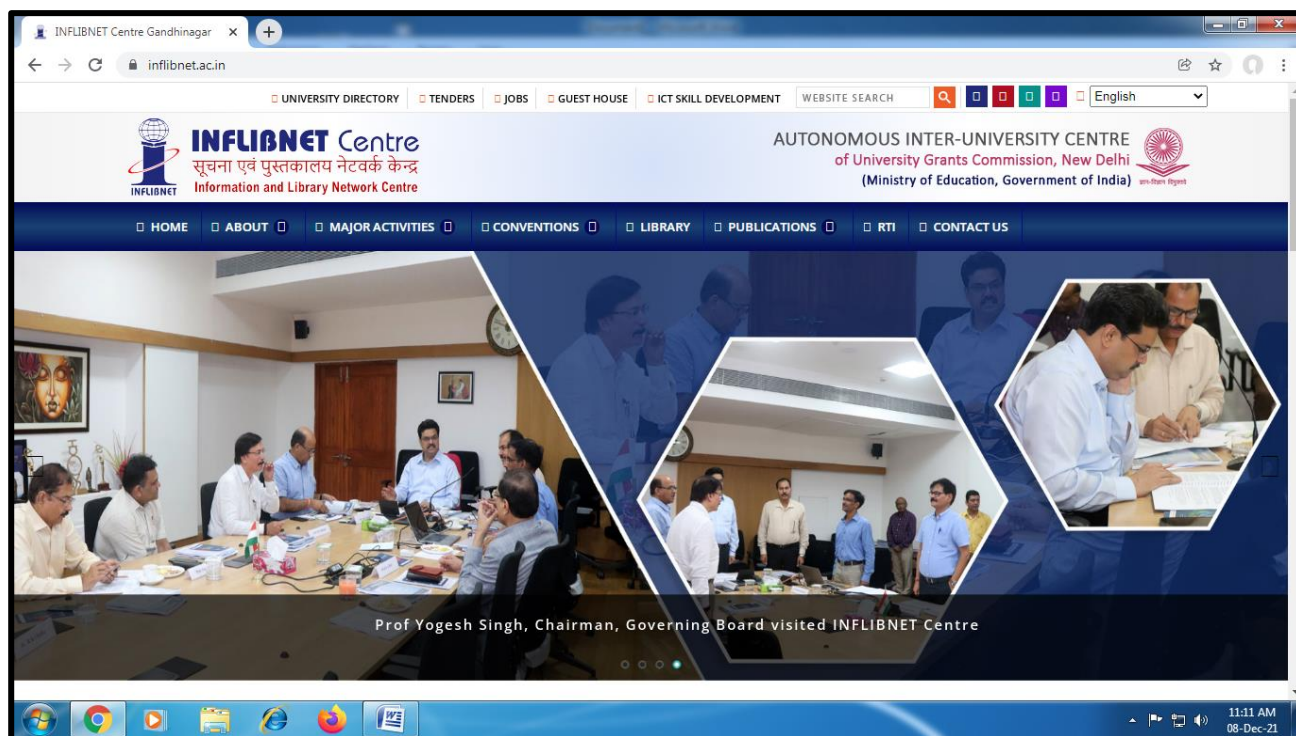 INFLIBNET Centre Gandhinagar
inflibnet.ac.in
UNIVERSITY DIRECTORY TENDERS JOBS GUEST HOUSE ICT SKILL DEVELOPMENT WEBSITE SEARCH English
INFLIBNET Centre
सूचना एवं पुस्तकालय नेटवर्क केन्द्र
Information and Library Network Centre
INFLIBNET
AUTONOMOUS INTER-UNIVERSITY CENTRE
of University Grants Commission, New Delhi
(Ministry of Education, Government of India)
ज्ञान-विज्ञान विमुक्तये
HOME ABOUT MAJOR ACTIVITIES CONVENTIONS LIBRARY PUBLICATIONS RTI CONTACT US
Prof Yogesh Singh, Chairman, Governing Board visited INFLIBNET Centre
11:11 AM
08-Dec-21